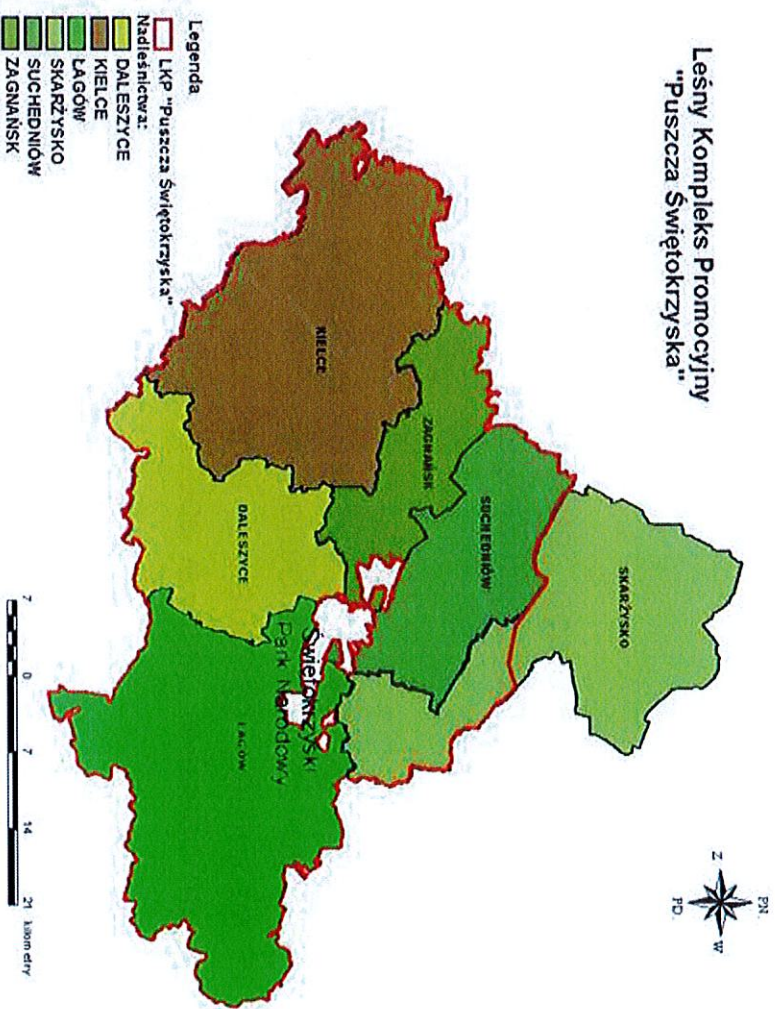 Leśny Kompleks Promocyjny
"Puszcza Świętokrzyska"
PN.
Z
W
PD.
SKARŻYSKO
SUCHEDNIÓW
ZAGNAŃSK
KIELCE
DALESZYCE
Świętokrzyski
Park Narodowy
ŁAGÓW
Legenda
LKP "Puszcza Świętokrzyska"
Nadleśnictwa:
DALESZYCE
KIELCE
ŁAGÓW
SKARŻYSKO
SUCHEDNIÓW
ZAGNAŃSK
7 0 7 14 21 kilometry